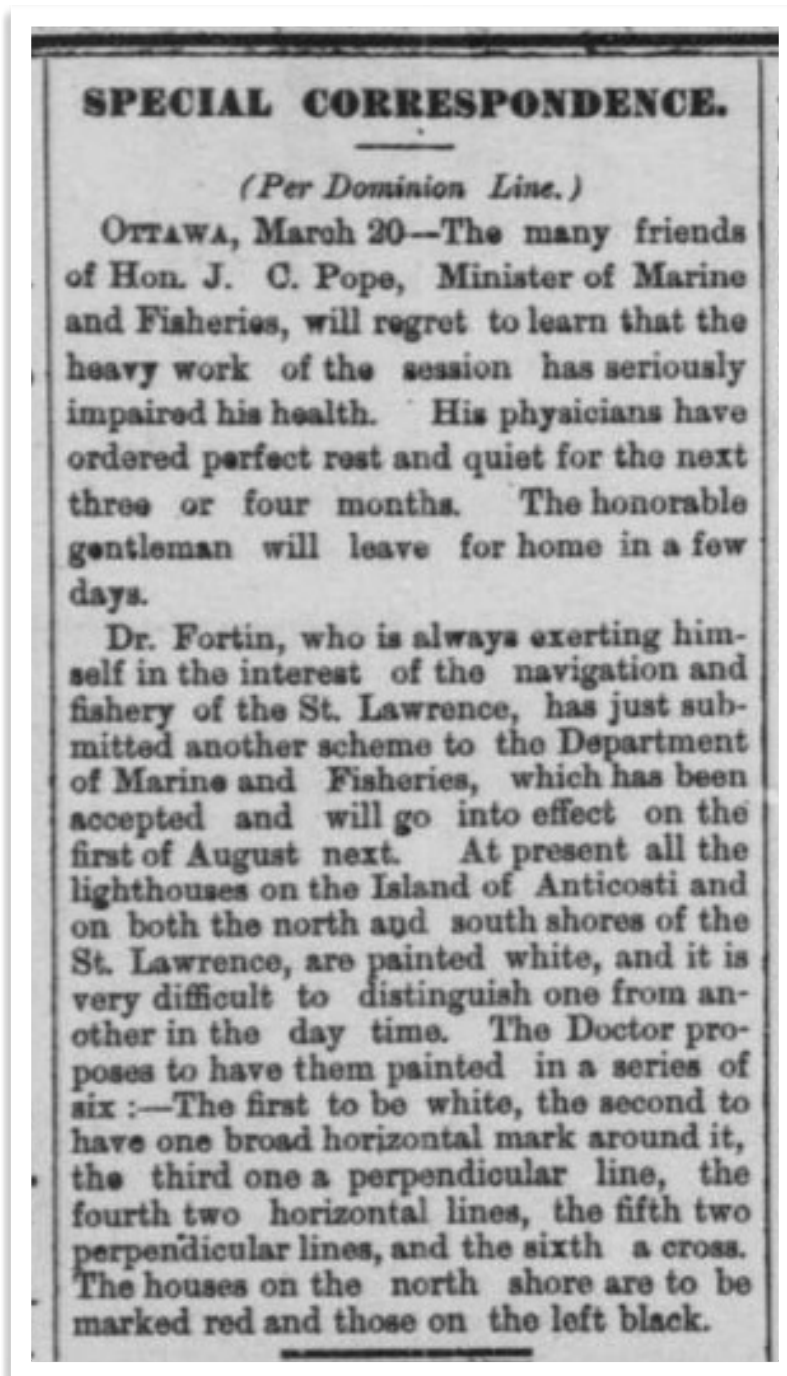 SPECIAL CORRESPONDENCE.
(Per Dominion Line.)
OTTAWA, March 20—The many friends
of Hon. J. C. Pope, Minister of Marine
and Fisheries, will regret to learn that the
heavy work of the session has seriously
impaired his health. His physicians have
ordered perfect rest and quiet for the next
three or four months. The honorable
gentleman will leave for home in a few
days.
Dr. Fortin, who is always exerting him-
self in the interest of the navigation and
fishery of the St. Lawrence, has just sub-
mitted another scheme to the Department
of Marine and Fisheries, which has been
accepted and will go into effect on the
first of August next. At present all the
lighthouses on the Island of Anticosti and
on both the north and south shores of the
St. Lawrence, are painted white, and it is
very difficult to distinguish one from an-
other in the day time. The Doctor pro-
poses to have them painted in a series of
six :—The first to be white, the second to
have one broad horizontal mark around it,
the third one a perpendicular line, the
fourth two horizontal lines, the fifth two
perpendicular lines, and the sixth a cross.
The houses on the north shore are to be
marked red and those on the left black.